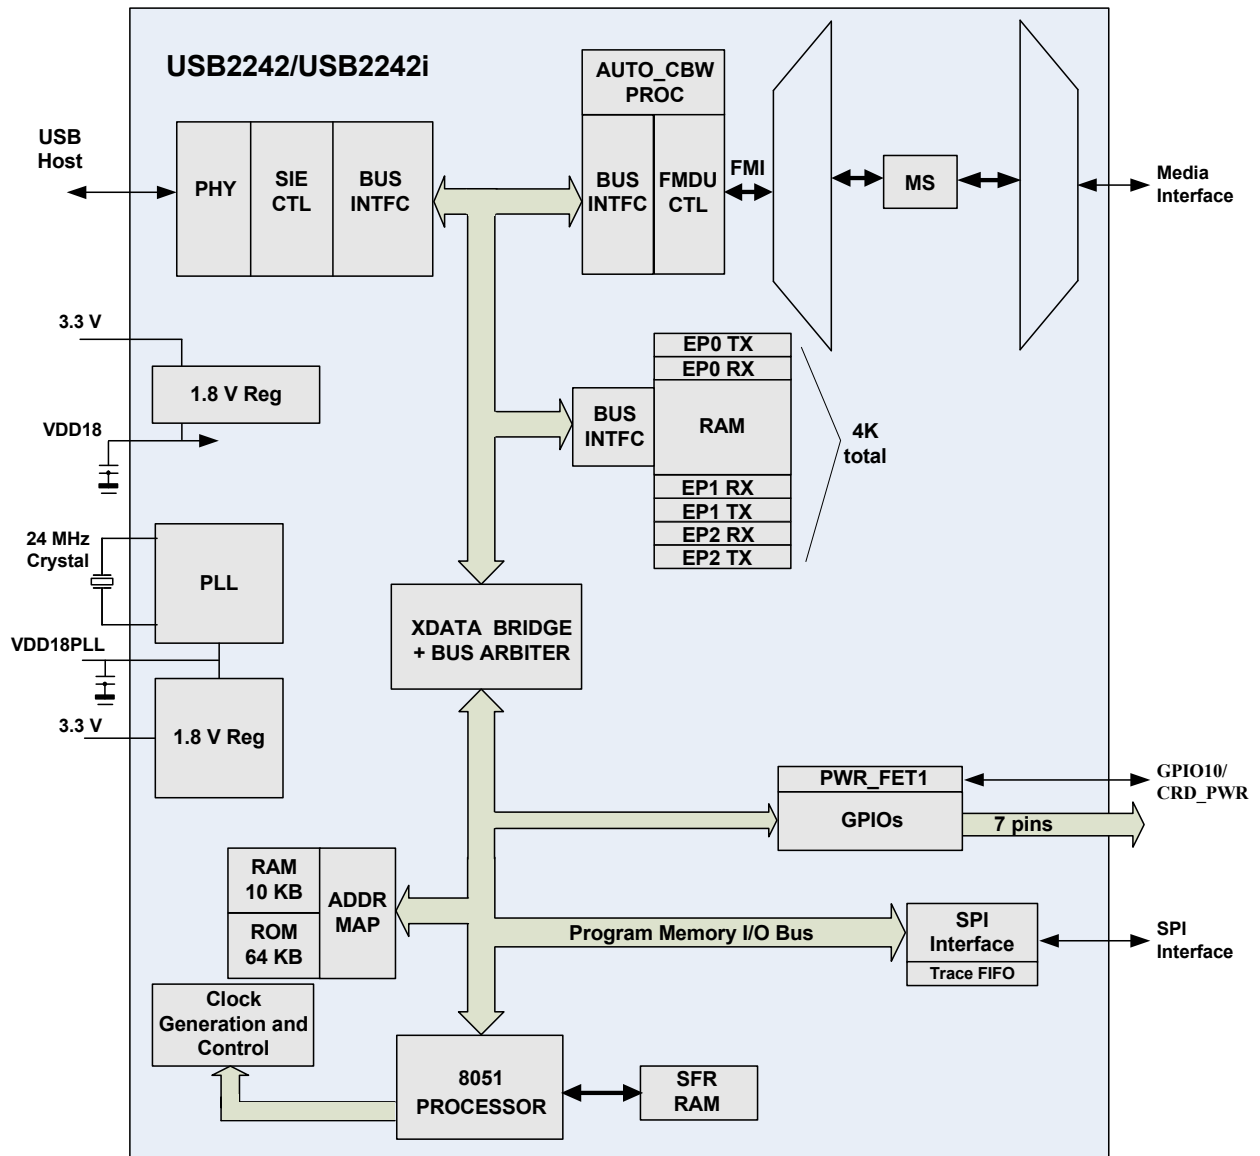 USB2242/USB2242i
AUTO_CBW
PROC
USB
Host
PHY
SIE
CTL
BUS
INTFC
BUS
INTFC
FMDU
CTL
FMI
MS
Media
Interface
3.3 V
1.8 V Reg
VDD18
EP0 TX
EP0 RX
BUS
INTFC
RAM
4K
total
EP1 RX
EP1 TX
EP2 RX
EP2 TX
24 MHz
Crystal
PLL
VDD18PLL
3.3 V
1.8 V Reg
XDATA BRIDGE
+ BUS ARBITER
PWR_FET1
GPIOs
7 pins
GPIO10/
CRD_PWR
RAM
10 KB
ROM
64 KB
ADDR
MAP
Program Memory I/O Bus
SPI
Interface
Trace FIFO
SPI
Interface
Clock
Generation and
Control
8051
PROCESSOR
SFR
RAM